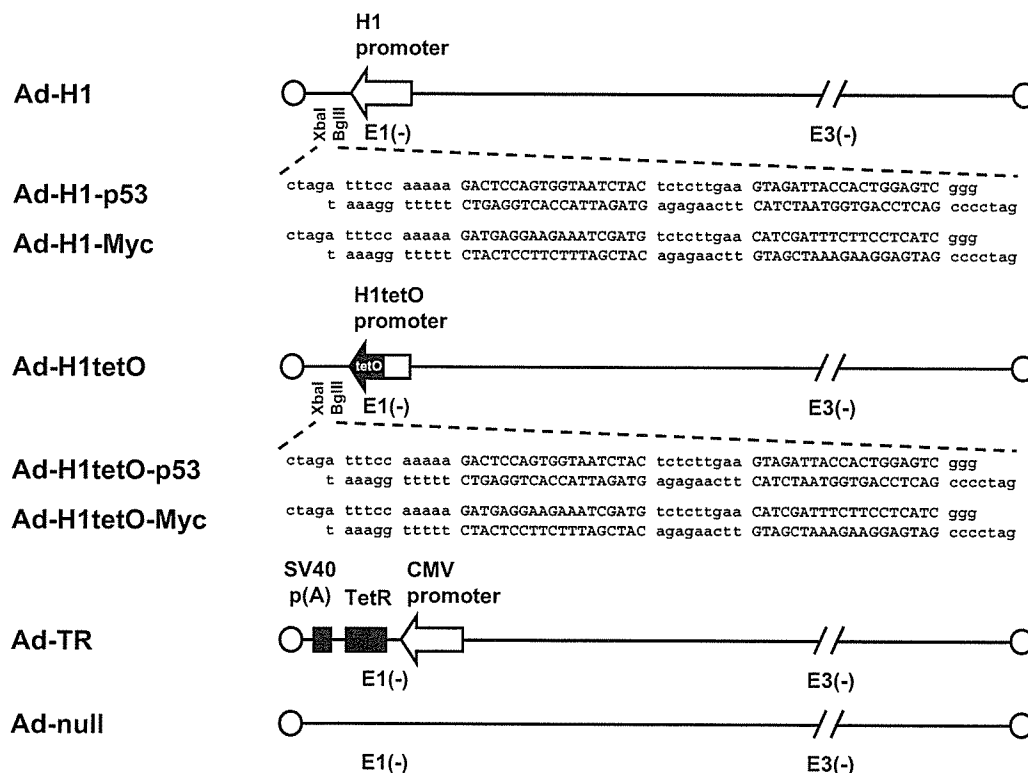 H1
promoter
Ad-H1
XbaI
BglII
E1(-)
E3(-)
Ad-H1-p53
ctaga tttcc aaaaa GACTCCAGTGGTAATCTAC tctcttgaa GTAGATTACCACTGGAGTC ggg
t aaagg ttttt CTGAGGTCACCATTAGATG agagaactt CATCTAATGGTGACCTCAG cccctag
Ad-H1-Myc
ctaga tttcc aaaaa GATGAGGAAGAAATCGATG tctcttgaa CATCGATTTCTTCCTCATC ggg
t aaagg ttttt CTACTCCTTCTTTAGCTAC agagaactt GTAGCTAAAGAAGGAGTAG cccctag
H1tetO
promoter
Ad-H1tetO
tetO
XbaI
BglII
E1(-)
E3(-)
Ad-H1tetO-p53
ctaga tttcc aaaaa GACTCCAGTGGTAATCTAC tctcttgaa GTAGATTACCACTGGAGTC ggg
t aaagg ttttt CTGAGGTCACCATTAGATG agagaactt CATCTAATGGTGACCTCAG cccctag
Ad-H1tetO-Myc
ctaga tttcc aaaaa GATGAGGAAGAAATCGATG tctcttgaa CATCGATTTCTTCCTCATC ggg
t aaagg ttttt CTACTCCTTCTTTAGCTAC agagaactt GTAGCTAAAGAAGGAGTAG cccctag
SV40
p(A)
TetR
CMV
promoter
Ad-TR
E1(-)
E3(-)
Ad-null
E1(-)
E3(-)